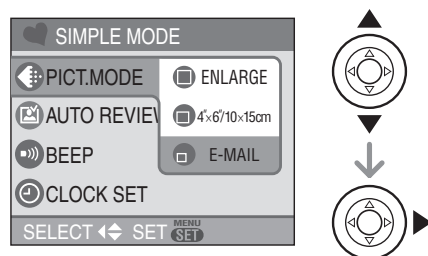 SIMPLE MODE
PICT.MODE
ENLARGE
AUTO REVIEW
4"×6"/10×15cm
BEEP
E-MAIL
CLOCK SET
SELECT SET MENU SET